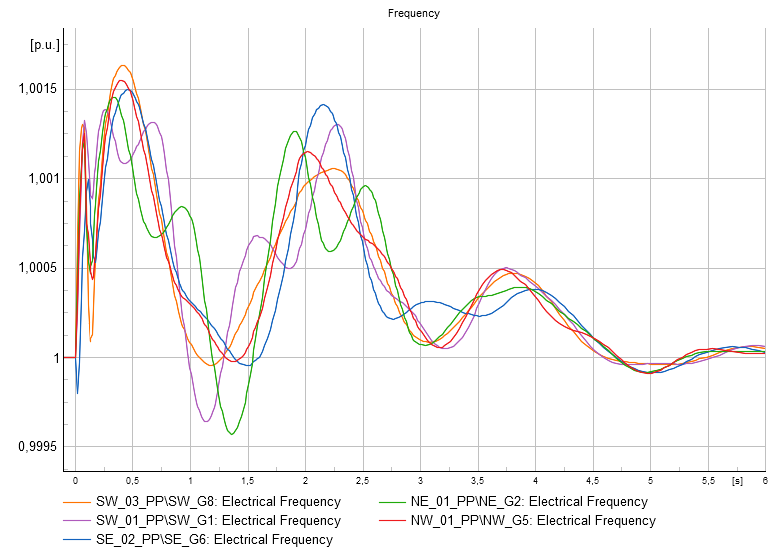 Frequency
[p.u.]
1,0015
1,001
1,0005
1
0,9995
0 0,5 1 1,5 2 2,5 3 3,5 4 4,5 5 5,5 [s] 6
SW_03_PP\SW_G8: Electrical Frequency NE_01_PP\NE_G2: Electrical Frequency
SW_01_PP\SW_G1: Electrical Frequency NW_01_PP\NW_G5: Electrical Frequency
SE_02_PP\SE_G6: Electrical Frequency